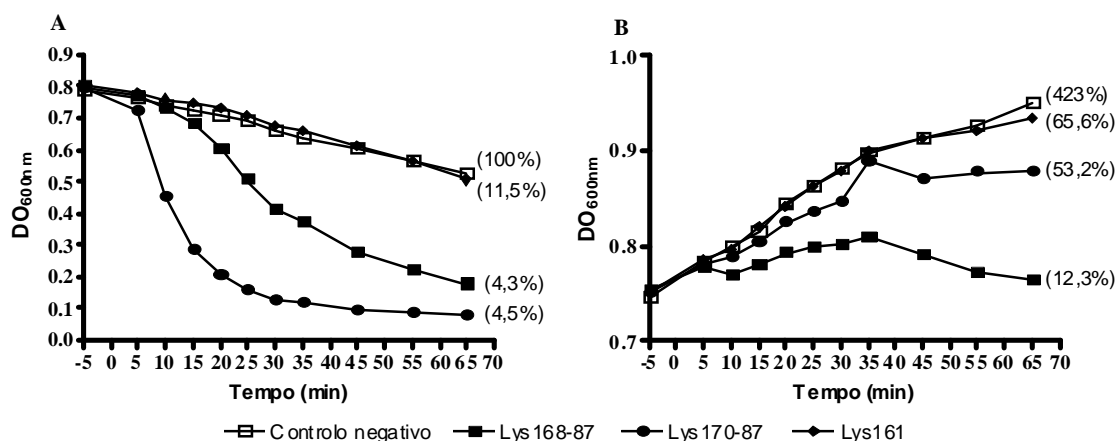 A
0.9
0.8
0.7
0.6
0.5
0.4
0.3
0.2
0.1
0.0
DO600nm
-5 0 5 10 15 20 25 30 35 40 45 50 55 60 65 70
Tempo (min)
(100%)
(11,5%)
(4,3%)
(4,5%)
B
1.0
0.9
0.8
0.7
DO600nm
-5 0 5 10 15 20 25 30 35 40 45 50 55 60 65 70
Tempo (min)
(423%)
(65,6%)
(53,2%)
(12,3%)
Controlo negativo Lys168-87 Lys170-87 Lys161